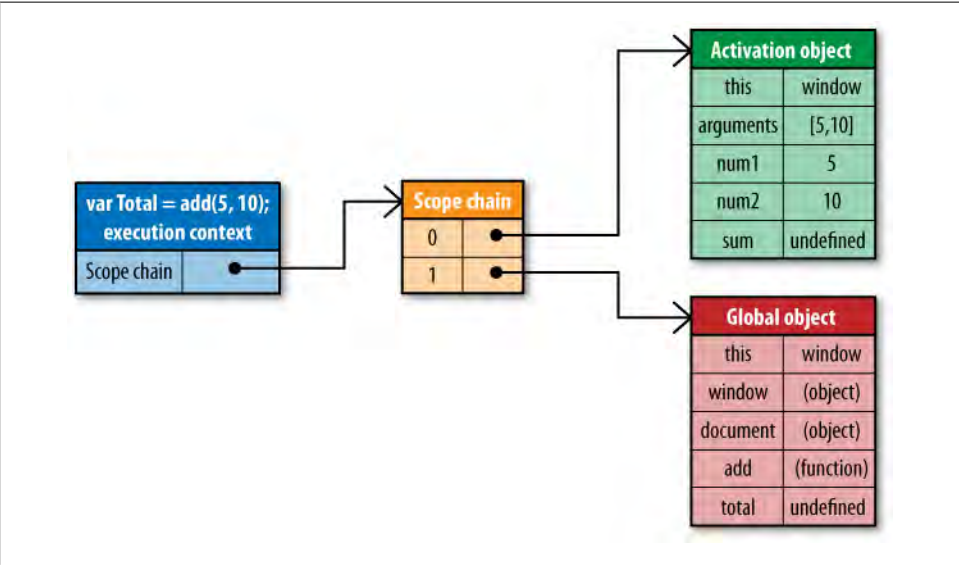 var Total = add(5, 10);
execution context
Scope chain
Scope chain
0
1
Activation object
this window
arguments [5,10]
num1 5
num2 10
sum undefined
Global object
this window
window (object)
document (object)
add (function)
total undefined